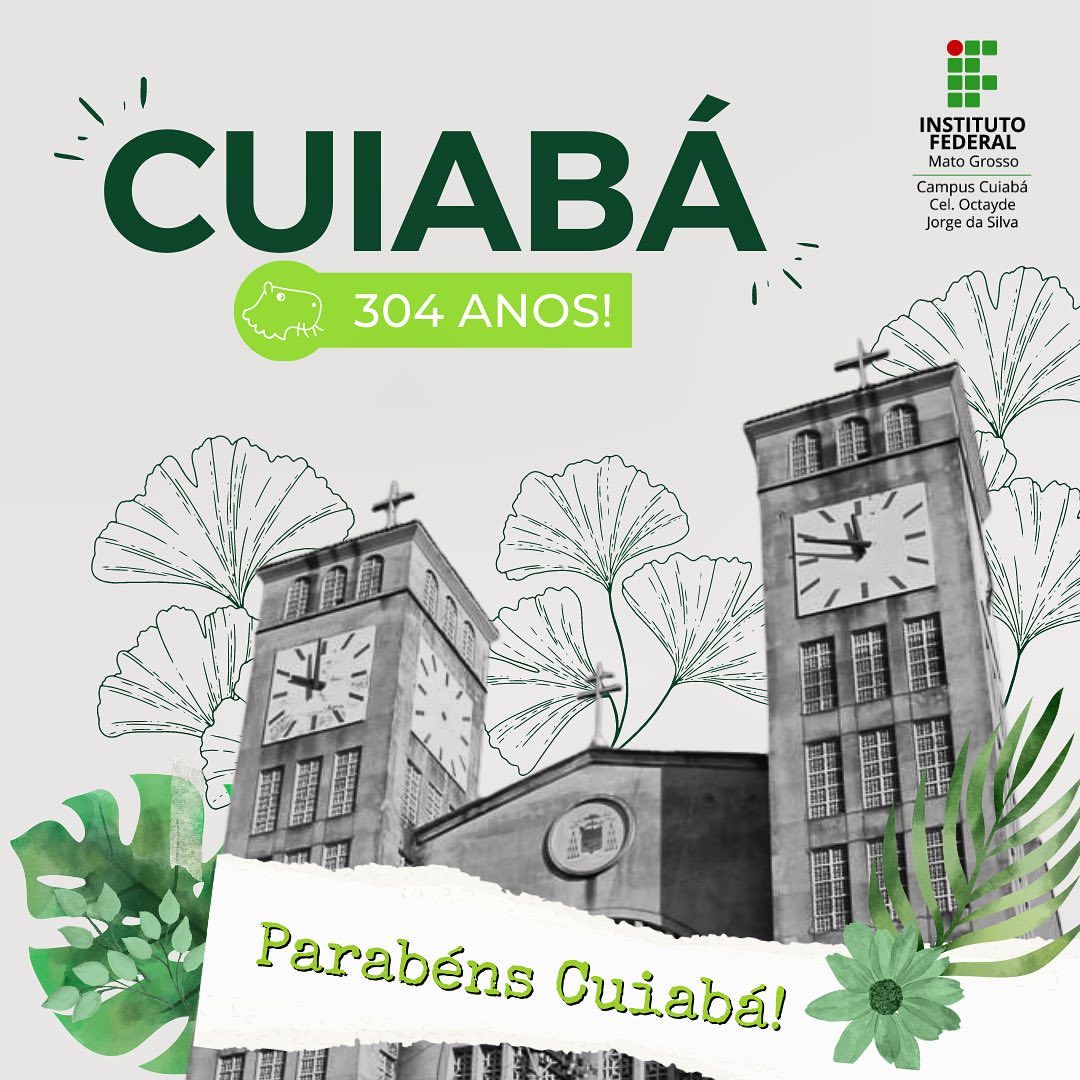 CUIABÁ
304 ANOS!
INSTITUTO
FEDERAL
Mato Grosso
Campus Cuiabá
Cel. Octayde
Jorge da Silva
Parabéns Cuiabá!